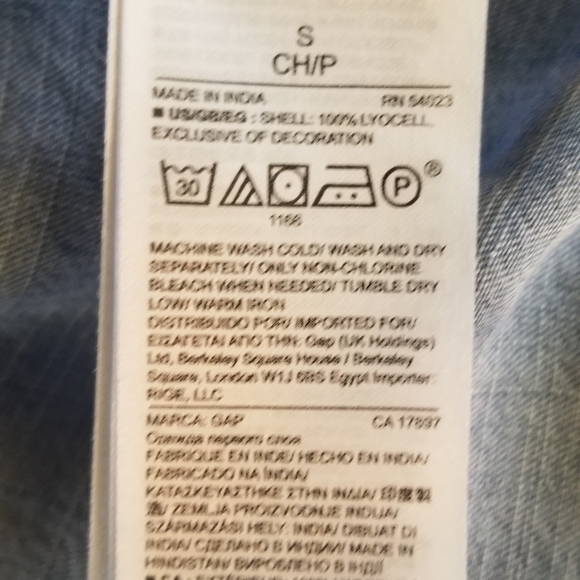 S
CH/P
MADE IN INDIA RN 54023
■ US/GB/EG : SHELL: 100% LYOCELL.
EXCLUSIVE OF DECORATION
30 P ®
1166
MACHINE WASH COLD/ WASH AND DRY
SEPARATELY/ ONLY NON-CHLORINE
BLEACH WHEN NEEDED/ TUMBLE DRY
LOW/ WARM IRON
DISTRIBUIDO POR/ IMPORTED FOR/
ΕΙΣΑΓΕΤΑΙ ΑΠΟ ΤΗΝ: Gap (UK Holdings)
Ltd, Berkeley Square House / Berkeley
Square, London W1J 6BS Egypt Importer:
RIGE, LLC
MARCA: GAP CA 17897
Одежда первого слоя
FABRIQUE EN INDE/ HECHO EN INDIA/
FABRICADO NA ÍNDIA/
ΚΑΤΑΣΚΕΥΑΣΤΗΚΕ ΣΤΗΝ ΙΝΔΙΑ/ 印度製
造/ ZEMLJA PROIZVODNJE INDIJA/
SZÁRMAZÁSI HELY: INDIA/ DIBUAT DI
INDIA/ СДЕЛАНО В ИНДИИ/ MADE IN
HINDISTAN/ ВИРОБЛЕНО В ІНДІЇ